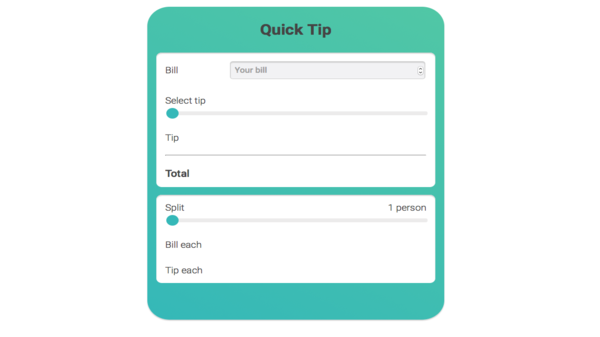 Quick Tip
Bill Your bill
Select tip
Tip
Total
Split 1 person
Bill each
Tip each